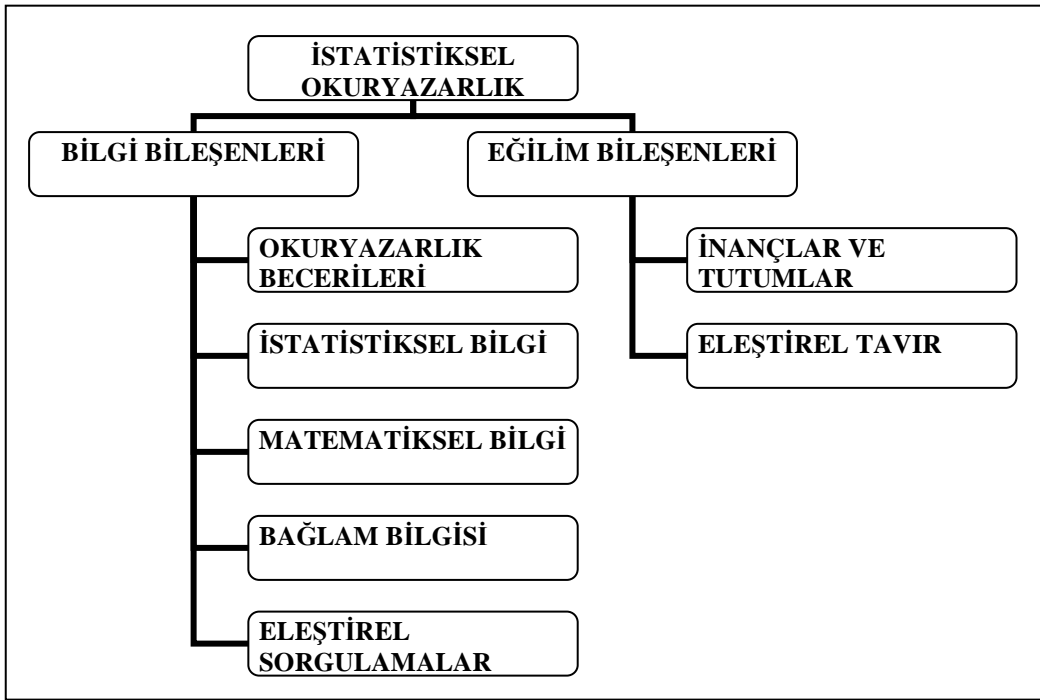 İSTATİSTİKSEL
OKURYAZARLIK
BİLGİ BİLEŞENLERİ
EĞİLİM BİLEŞENLERİ
OKURYAZARLIK
BECERİLERİ
İSTATİSTİKSEL BİLGİ
MATEMATİKSEL BİLGİ
BAĞLAM BİLGİSİ
ELEŞTİREL
SORGULAMALAR
İNANÇLAR VE
TUTUMLAR
ELEŞTİREL TAVIR